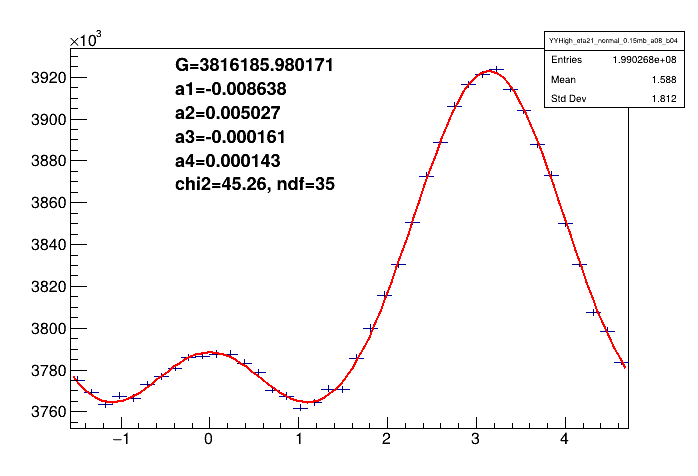 ×10³
YYHigh_eta21_normal_0.15mb_a08_b04
Entries 1.990268e+08
Mean 1.588
Std Dev 1.812
G=3816185.980171
a1=-0.008638
a2=0.005027
a3=-0.000161
a4=0.000143
chi2=45.26, ndf=35
3920
3900
3880
3860
3840
3820
3800
3780
3760
−1 0 1 2 3 4